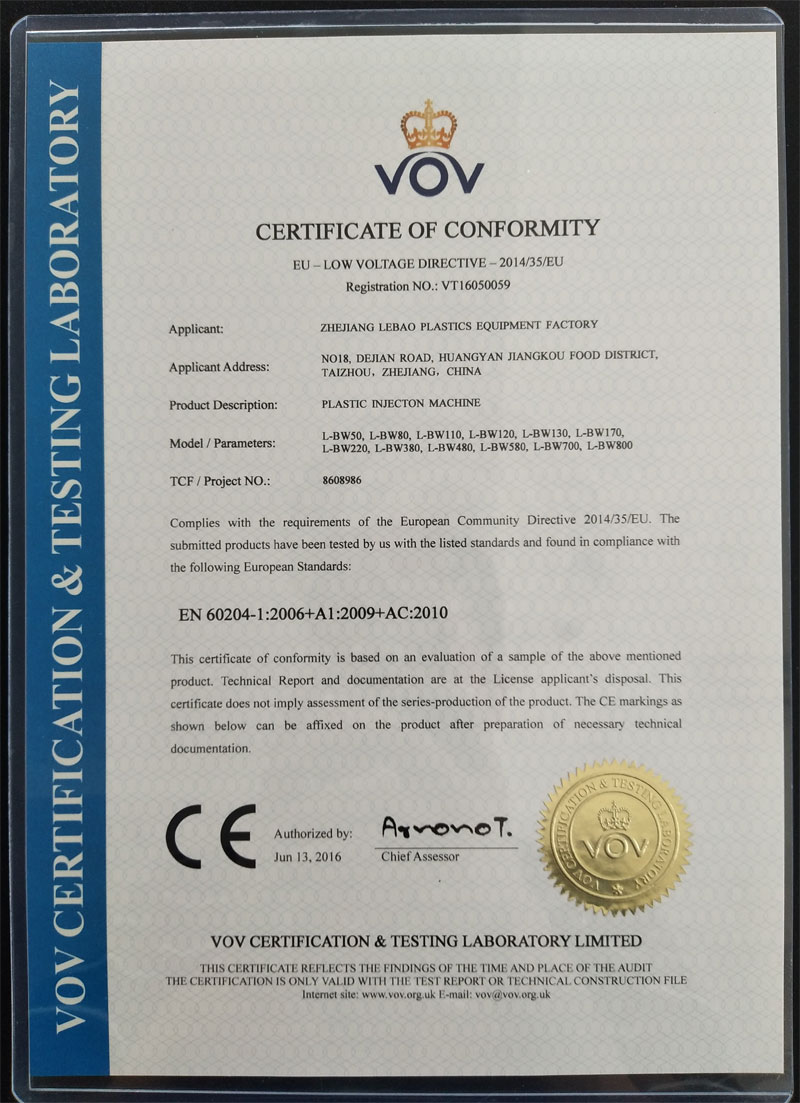 VOV CERTIFICATION & TESTING LABORATORY
VOV
CERTIFICATE OF CONFORMITY
EU – LOW VOLTAGE DIRECTIVE – 2014/35/EU
Registration NO.: VT16050059
Applicant: ZHEJIANG LEBAO PLASTICS EQUIPMENT FACTORY
Applicant Address: NO18, DEJIAN ROAD, HUANGYAN JIANGKOU FOOD DISTRICT,
TAIZHOU, ZHEJIANG, CHINA
Product Description: PLASTIC INJECTON MACHINE
Model / Parameters: L-BW50, L-BW80, L-BW110, L-BW120, L-BW130, L-BW170,
L-BW220, L-BW380, L-BW480, L-BW580, L-BW700, L-BW800
TCF / Project NO.: 8608986
Complies with the requirements of the European Community Directive 2014/35/EU. The
submitted products have been tested by us with the listed standards and found in compliance with
the following European Standards:
EN 60204-1:2006+A1:2009+AC:2010
This certificate of conformity is based on an evaluation of a sample of the above mentioned
product. Technical Report and documentation are at the License applicant's disposal. This
certificate does not imply assessment of the series-production of the product. The CE markings as
shown below can be affixed on the product after preparation of necessary technical
documentation.
CE
Authorized by:
Jun 13, 2016
Chief Assessor
VOV CERTIFICATION & TESTING LABORATORY
VOV
VOV CERTIFICATION & TESTING LABORATORY LIMITED
THIS CERTIFICATE REFLECTS THE FINDINGS OF THE TIME AND PLACE OF THE AUDIT
THE CERTIFICATION IS ONLY VALID WITH THE TEST REPORT OR TECHNICAL CONSTRUCTION FILE
Internet site: www.vov.org.uk E-mail: vov@vov.org.uk